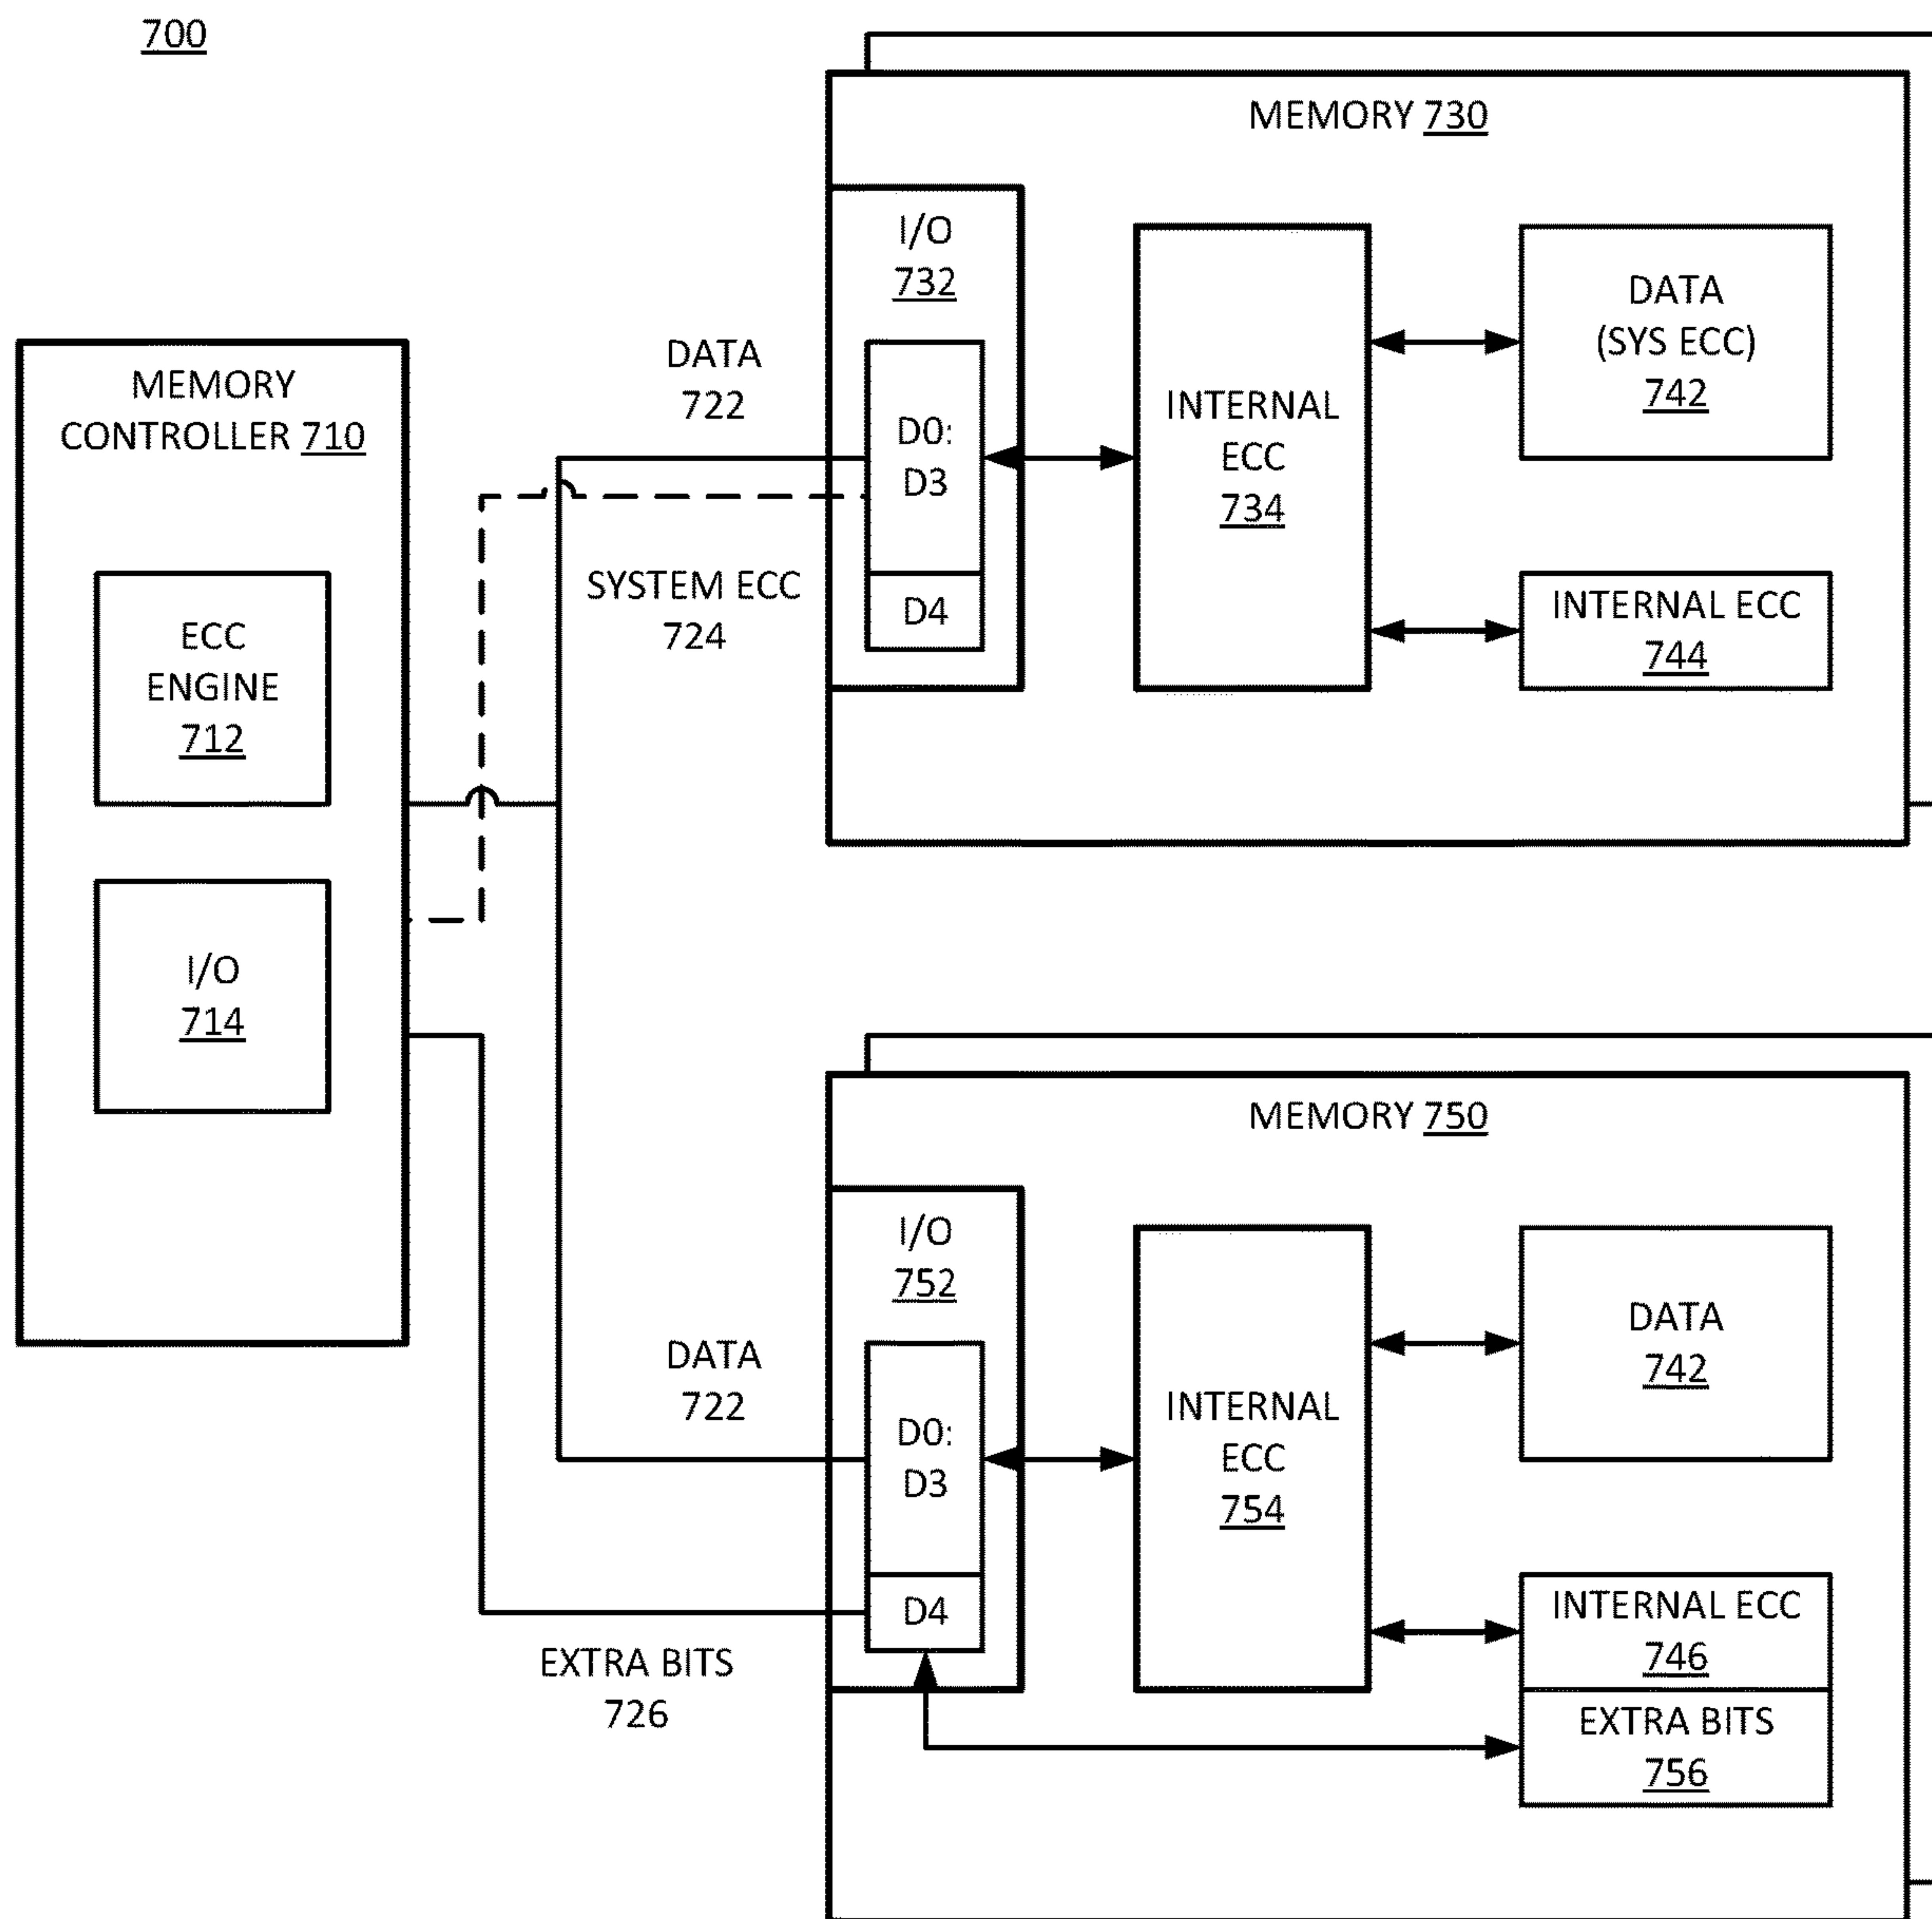 700
MEMORY
CONTROLLER 710
ECC
ENGINE
712
I/O
714
DATA
722
SYSTEM ECC
724
MEMORY 730
I/O
732
D0:
D3
D4
INTERNAL
ECC
734
DATA
(SYS ECC)
742
INTERNAL ECC
744
DATA
722
EXTRA BITS
726
MEMORY 750
I/O
752
D0:
D3
D4
INTERNAL
ECC
754
DATA
742
INTERNAL ECC
746
EXTRA BITS
756